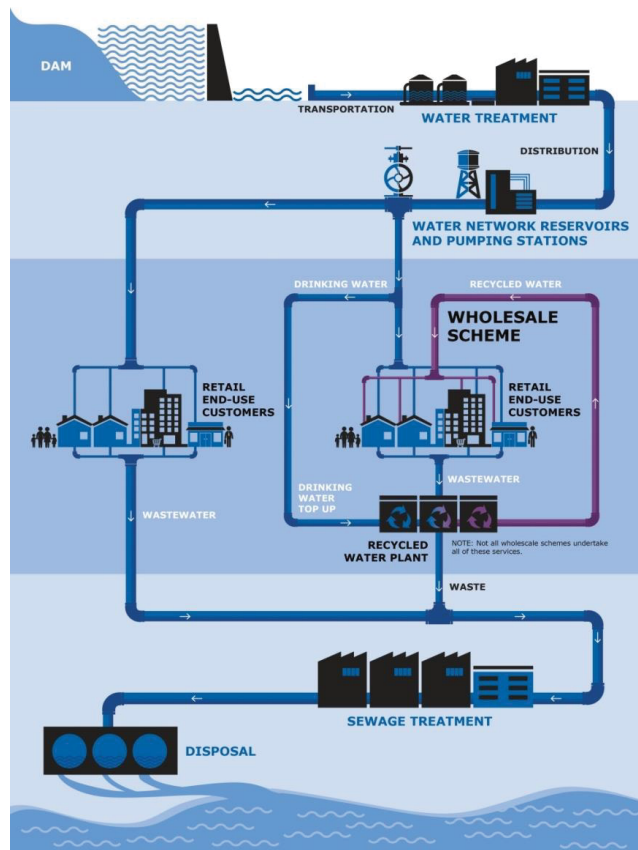 DAM
TRANSPORTATION
WATER TREATMENT
DISTRIBUTION
WATER NETWORK RESERVOIRS
AND PUMPING STATIONS
DRINKING WATER
RECYCLED WATER
WHOLESALE
SCHEME
RETAIL
END-USE
CUSTOMERS
RETAIL
END-USE
CUSTOMERS
WASTEWATER
DRINKING
WATER
TOP UP
WASTEWATER
RECYCLED
WATER PLANT
NOTE: Not all wholescale schemes undertake
all of these services.
WASTE
SEWAGE TREATMENT
DISPOSAL